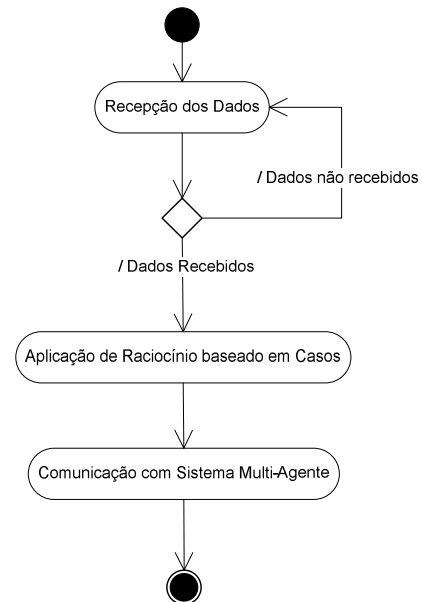 Recepção dos Dados
/ Dados não recebidos
/ Dados Recebidos
Aplicação de Raciocínio baseado em Casos
Comunicação com Sistema Multi-Agente